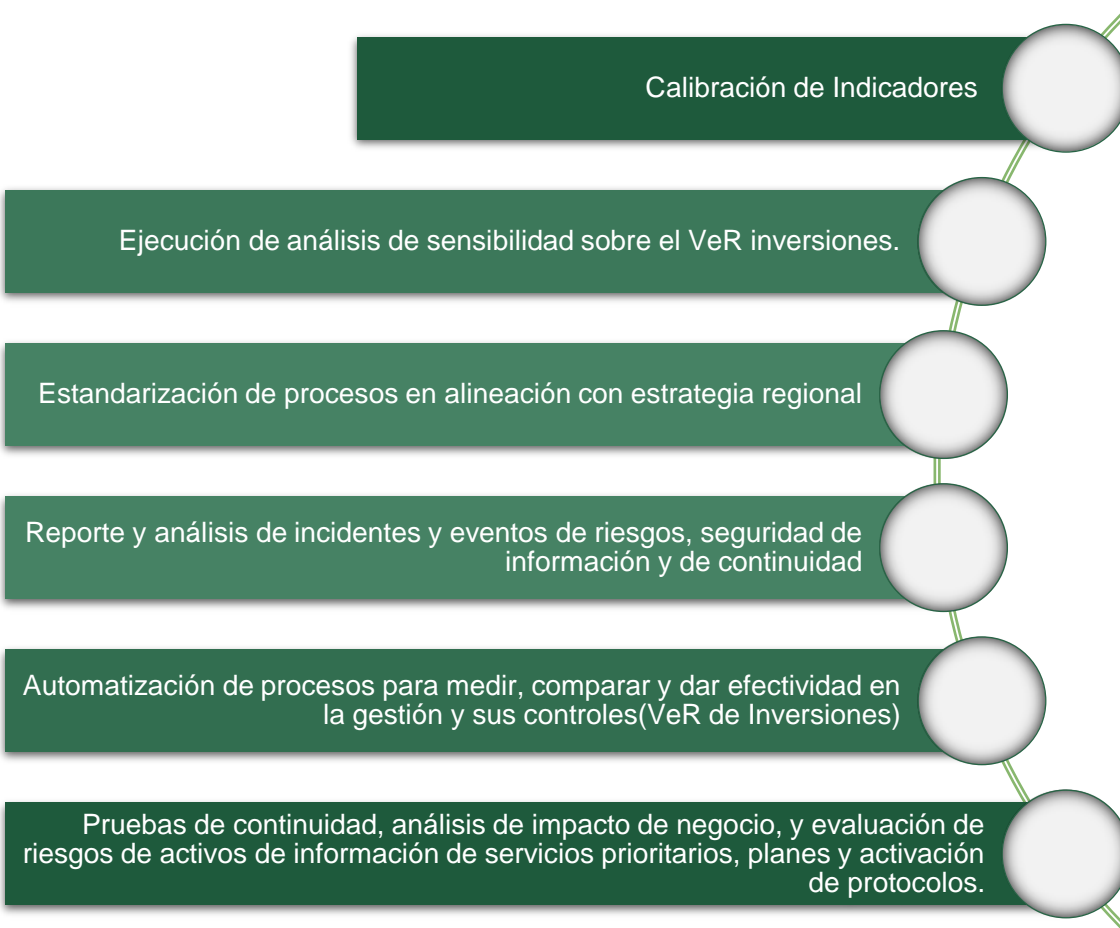 Calibración de Indicadores
Ejecución de análisis de sensibilidad sobre el VeR inversiones.
Estandarización de procesos en alineación con estrategia regional
Reporte y análisis de incidentes y eventos de riesgos, seguridad de
información y de continuidad
Automatización de procesos para medir, comparar y dar efectividad en
la gestión y sus controles(VeR de Inversiones)
Pruebas de continuidad, análisis de impacto de negocio, y evaluación de
riesgos de activos de información de servicios prioritarios, planes y activación
de protocolos.